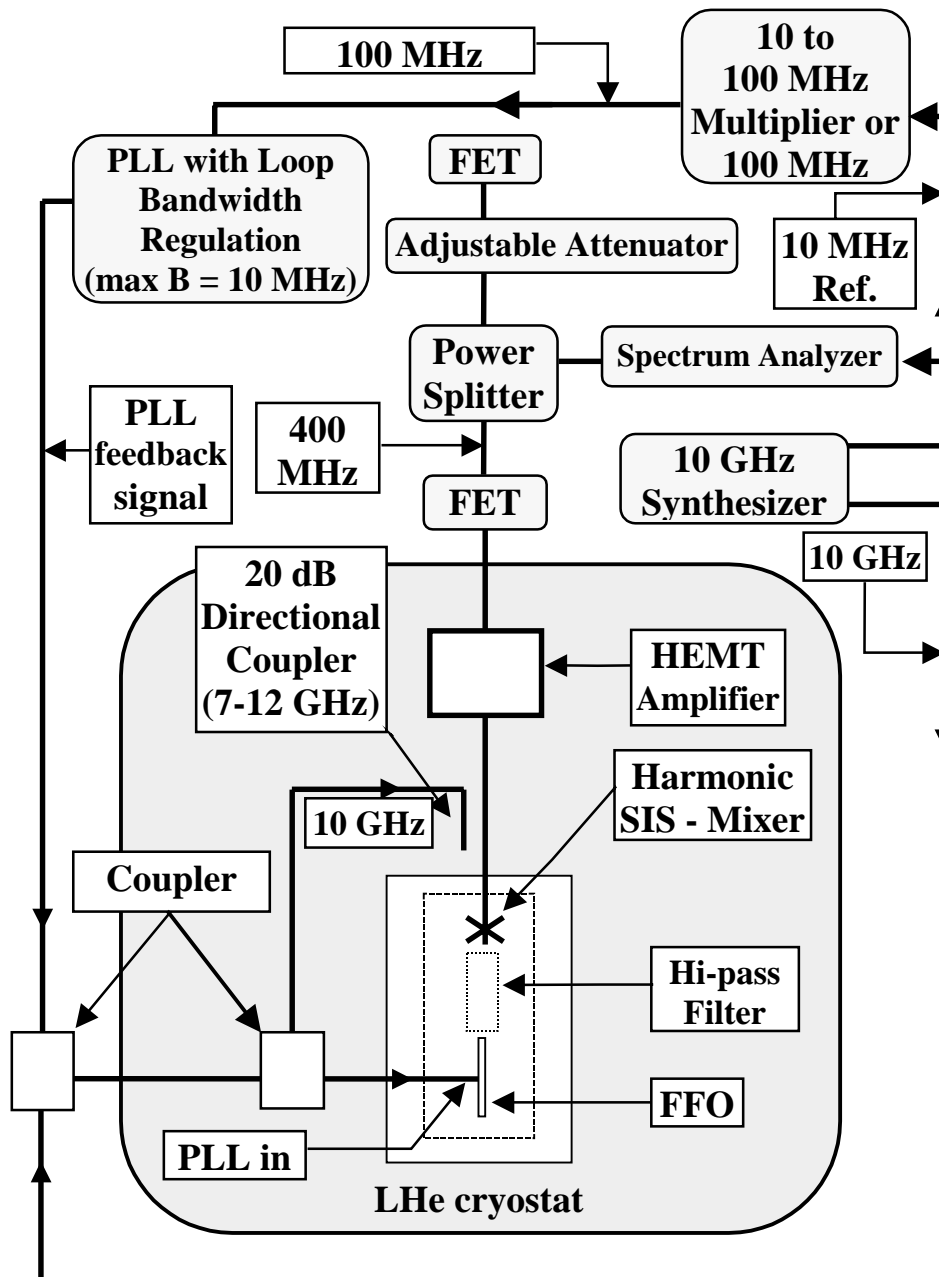 100 MHz
10 to
100 MHz
Multiplier or
100 MHz
PLL with Loop
Bandwidth
Regulation
(max B = 10 MHz)
FET
Adjustable Attenuator
10 MHz
Ref.
Power
Splitter
Spectrum Analyzer
PLL
feedback
signal
400
MHz
10 GHz
Synthesizer
FET
10 GHz
20 dB
Directional
Coupler
(7-12 GHz)
HEMT
Amplifier
Harmonic
SIS - Mixer
10 GHz
Coupler
Hi-pass
Filter
FFO
PLL in
LHe cryostat